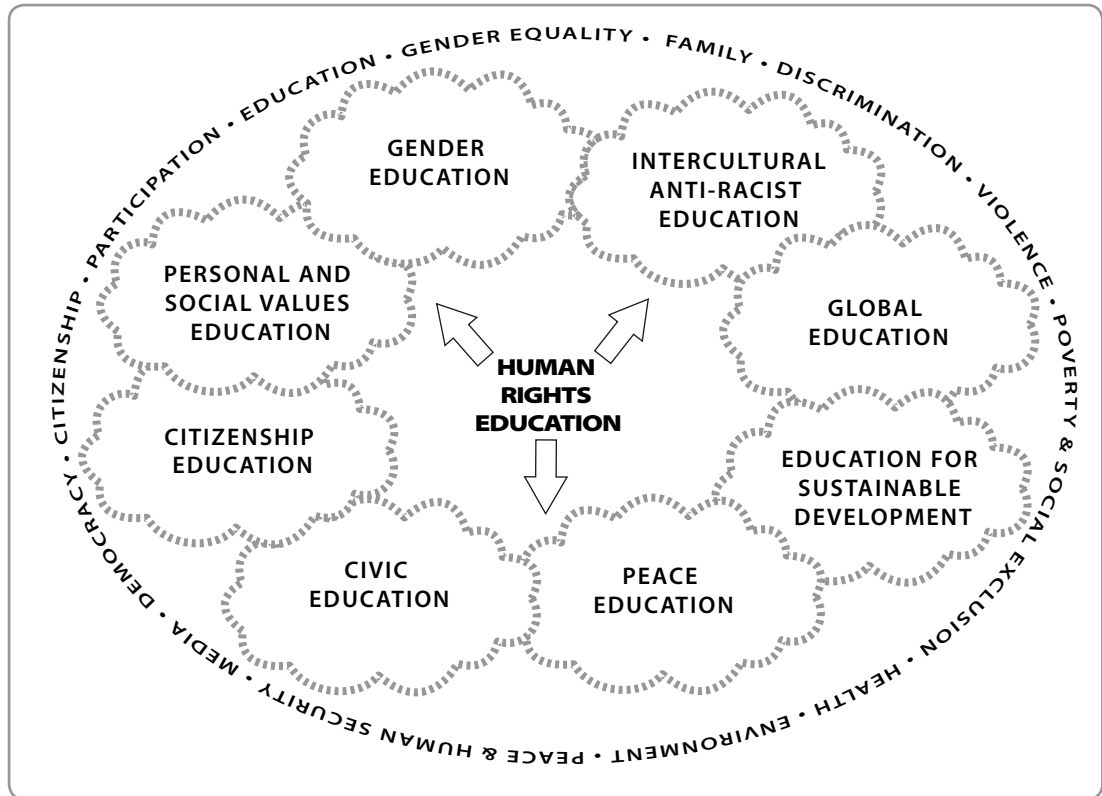 CITIZENSHIP • PARTICIPATION • EDUCATION • GENDER EQUALITY • FAMILY • DISCRIMINATION • VIOLENCE • POVERTY & SOCIAL EXCLUSION • HEALTH • ENVIRONMENT • PEACE & HUMAN SECURITY • MEDIA • DEMOCRACY •
GENDER
EDUCATION
INTERCULTURAL
ANTI-RACIST
EDUCATION
PERSONAL AND
SOCIAL VALUES
EDUCATION
GLOBAL
EDUCATION
HUMAN
RIGHTS
EDUCATION
CITIZENSHIP
EDUCATION
EDUCATION FOR
SUSTAINABLE
DEVELOPMENT
CIVIC
EDUCATION
PEACE
EDUCATION